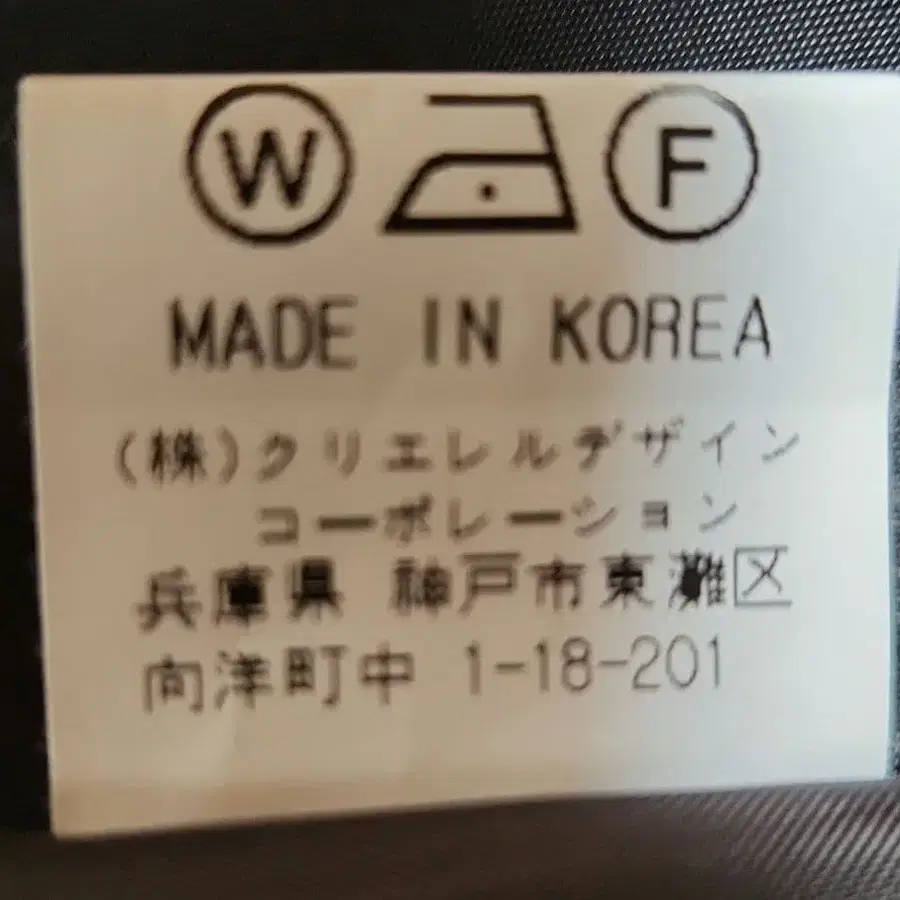 W F
MADE IN KOREA
(株)クリエレルデザイン
コーポレーション
兵庫県 神戸市東灘区
向洋町中 1-18-201